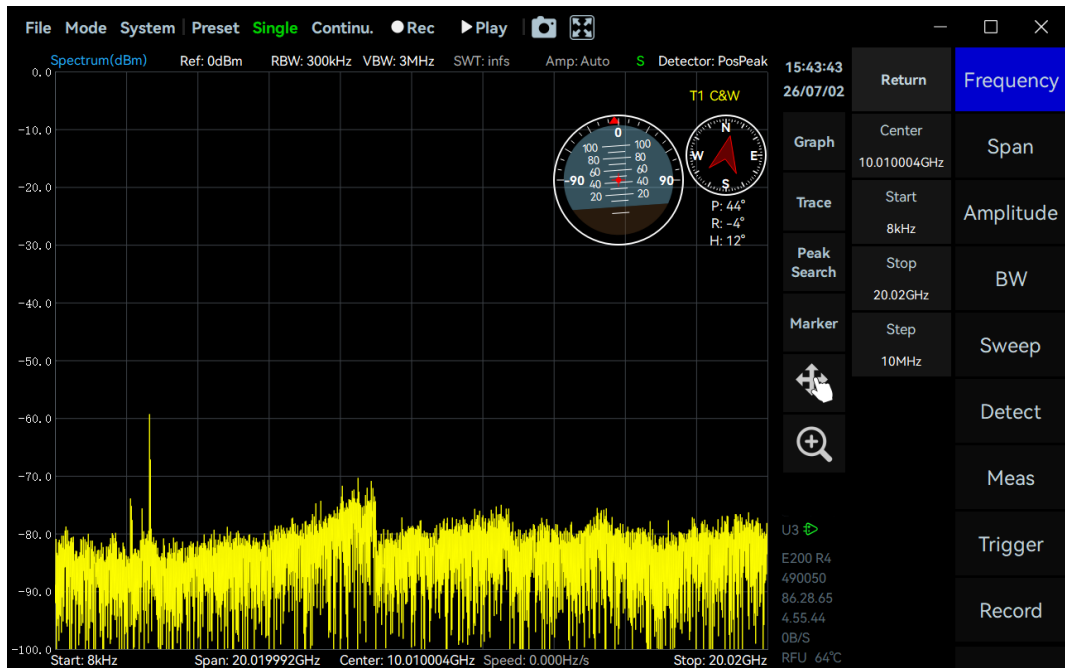 File Mode System Preset Single Continu. Rec Play
Spectrum(dBm) Ref: 0dBm RBW: 300kHz VBW: 3MHz SWT: infs Amp: Auto S Detector: PosPeak
0.0
-10.0
-20.0
-30.0
-40.0
-50.0
-60.0
-70.0
-80.0
-90.0
-100.0
T1 C&W
0
100 100
80 80
60 60
-90 40 40 90
20 20
N
W E
S
P: 44°
R: -4°
H: 12°
Start: 8kHz Span: 20.019992GHz Center: 10.010004GHz Speed: 0.000Hz/s Stop: 20.02GHz
15:43:43
26/07/02
Graph
Trace
Peak
Search
Marker
U3
E200 R4
490050
86.28.65
4.55.44
0B/S
RFU 64°C
Return
Center
10.010004GHz
Start
8kHz
Stop
20.02GHz
Step
10MHz
Frequency
Span
Amplitude
BW
Sweep
Detect
Meas
Trigger
Record